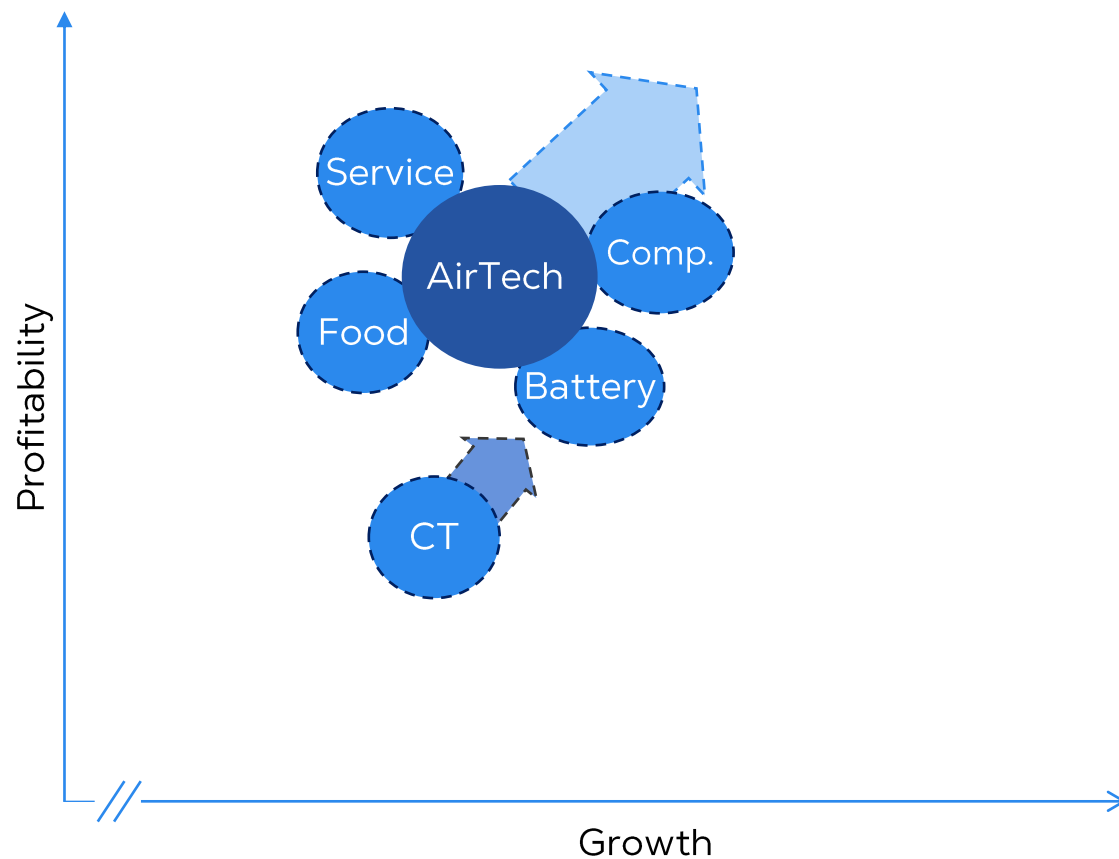 Service
Comp.
AirTech
Food
Battery
CT
Profitability
Growth